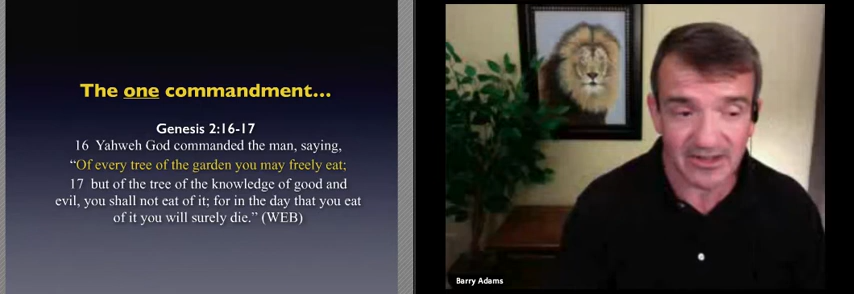 The one commandment...
Genesis 2:16-17
16 Yahweh God commanded the man, saying,
“Of every tree of the garden you may freely eat;
17 but of the tree of the knowledge of good and
evil, you shall not eat of it; for in the day that you eat
of it you will surely die.” (WEB)
Barry Adams